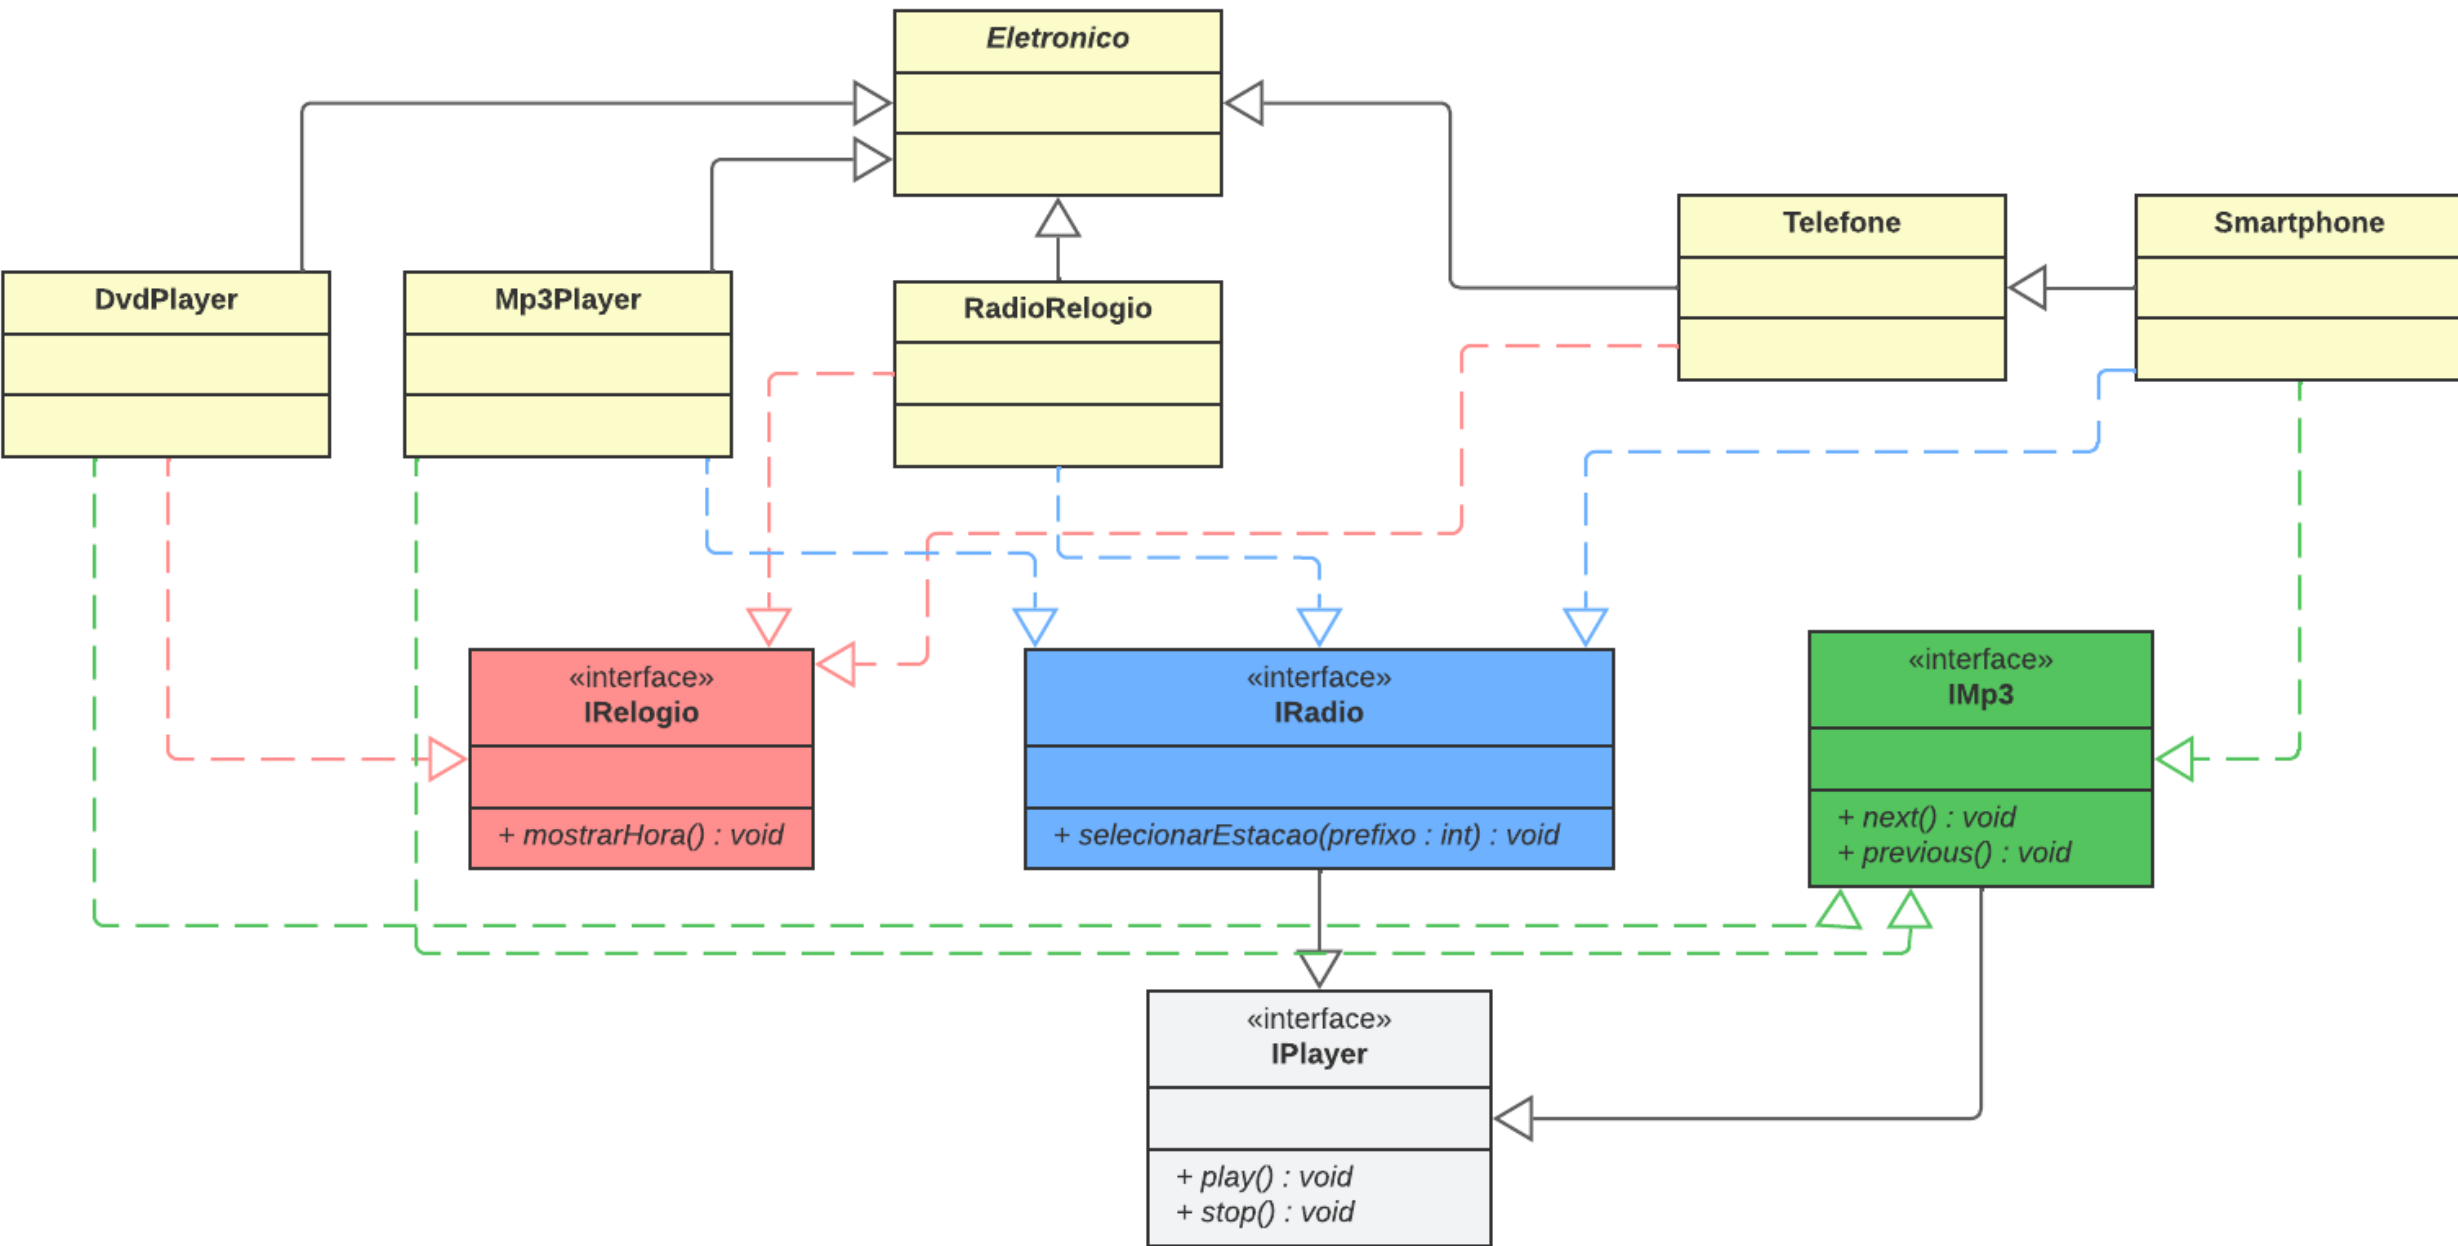 Eletronico
Telefone
Smartphone
DvdPlayer
Mp3Player
RadioRelogio
«interface»
IRelogio
+ mostrarHora() : void
«interface»
IRadio
+ selecionarEstacao(prefixo : int) : void
«interface»
IMp3
+ next() : void
+ previous() : void
«interface»
IPlayer
+ play() : void
+ stop() : void